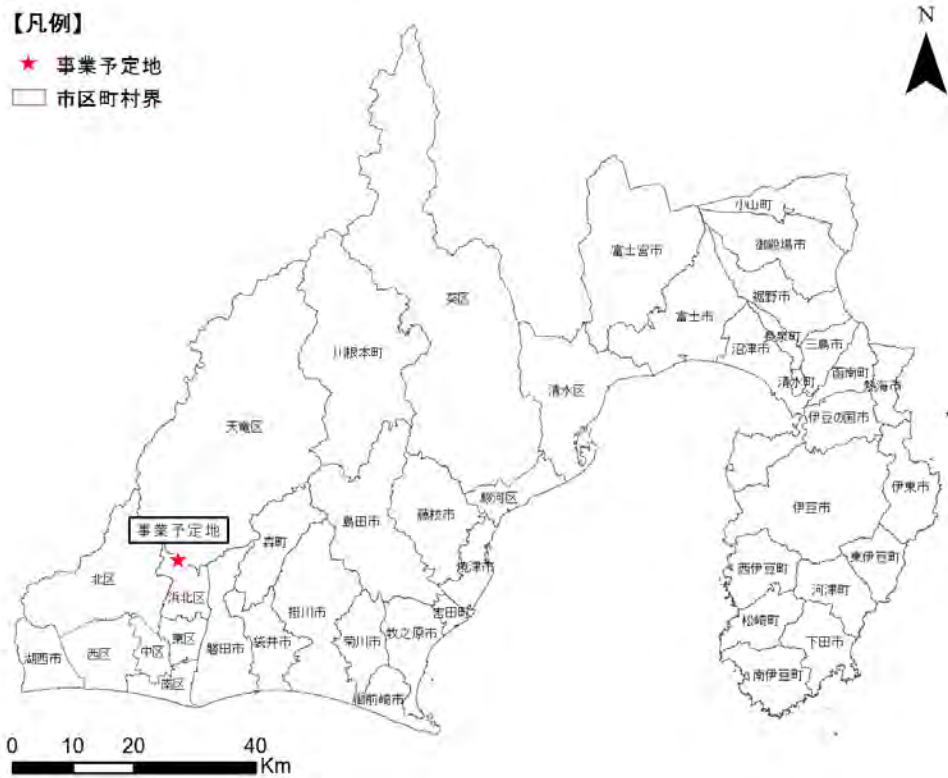 【凡例】
★ 事業予定地
市区町村界
N
小山町
御殿場市
富士宮市
裾野市
葵区
富士市
長泉町
三島市
沼津市
函南町
川根本町
清水町
熱海市
清水区
伊豆の国市
天竜区
駿河区
伊豆市
伊東市
島田市
藤枝市
事業予定地
森町
焼津市
東伊豆町
西伊豆町
北区
河津町
浜北区
吉田町
掛川市
松崎町
牧之原市
東区
下田市
磐田市
袋井市
菊川市
中区
西区
湖西市
南伊豆町
南区
御前崎市
0 10 20 40
Km